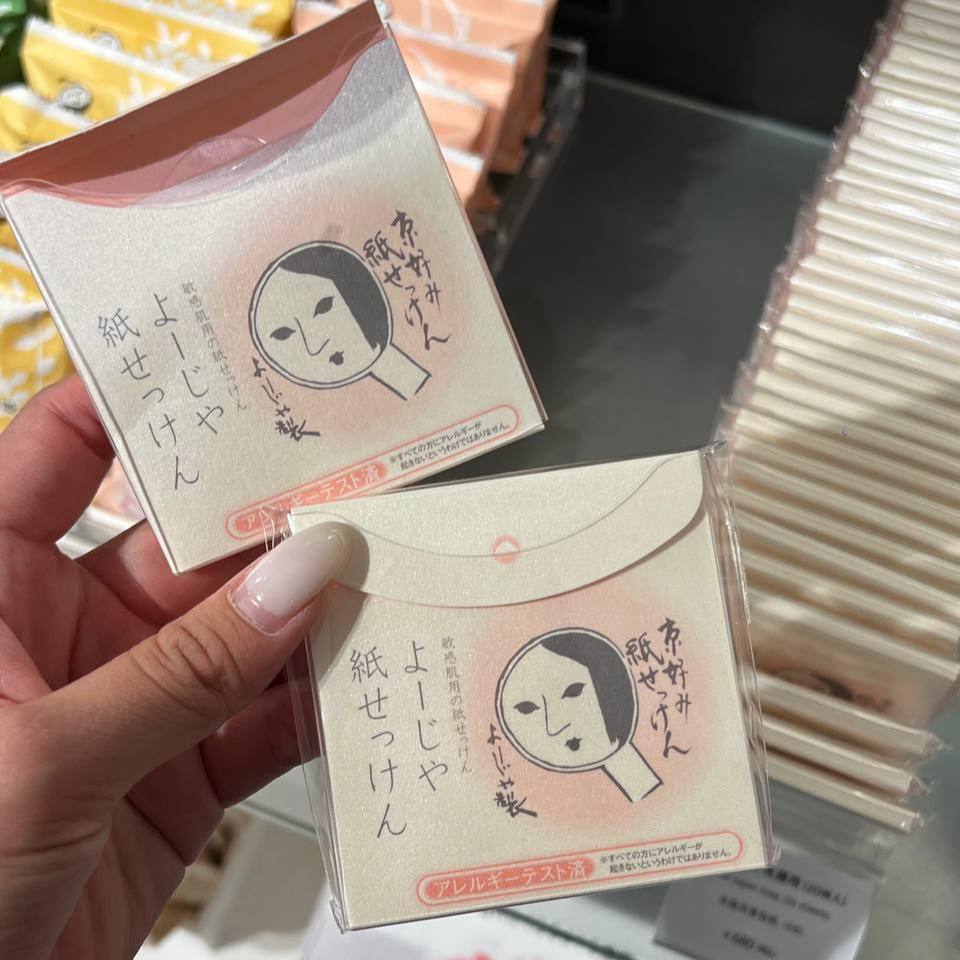 京好み
紙せっけん
よーじや製
敏感肌用の紙せっけん
よーじや
紙せっけん
アレルギーテスト済
※すべての方にアレルギーが
起きないというわけではありません。
京好み
紙せっけん
よーじや製
敏感肌用の紙せっけん
よーじや
紙せっけん
アレルギーテスト済
※すべての方にアレルギーが
起きないというわけではありません。